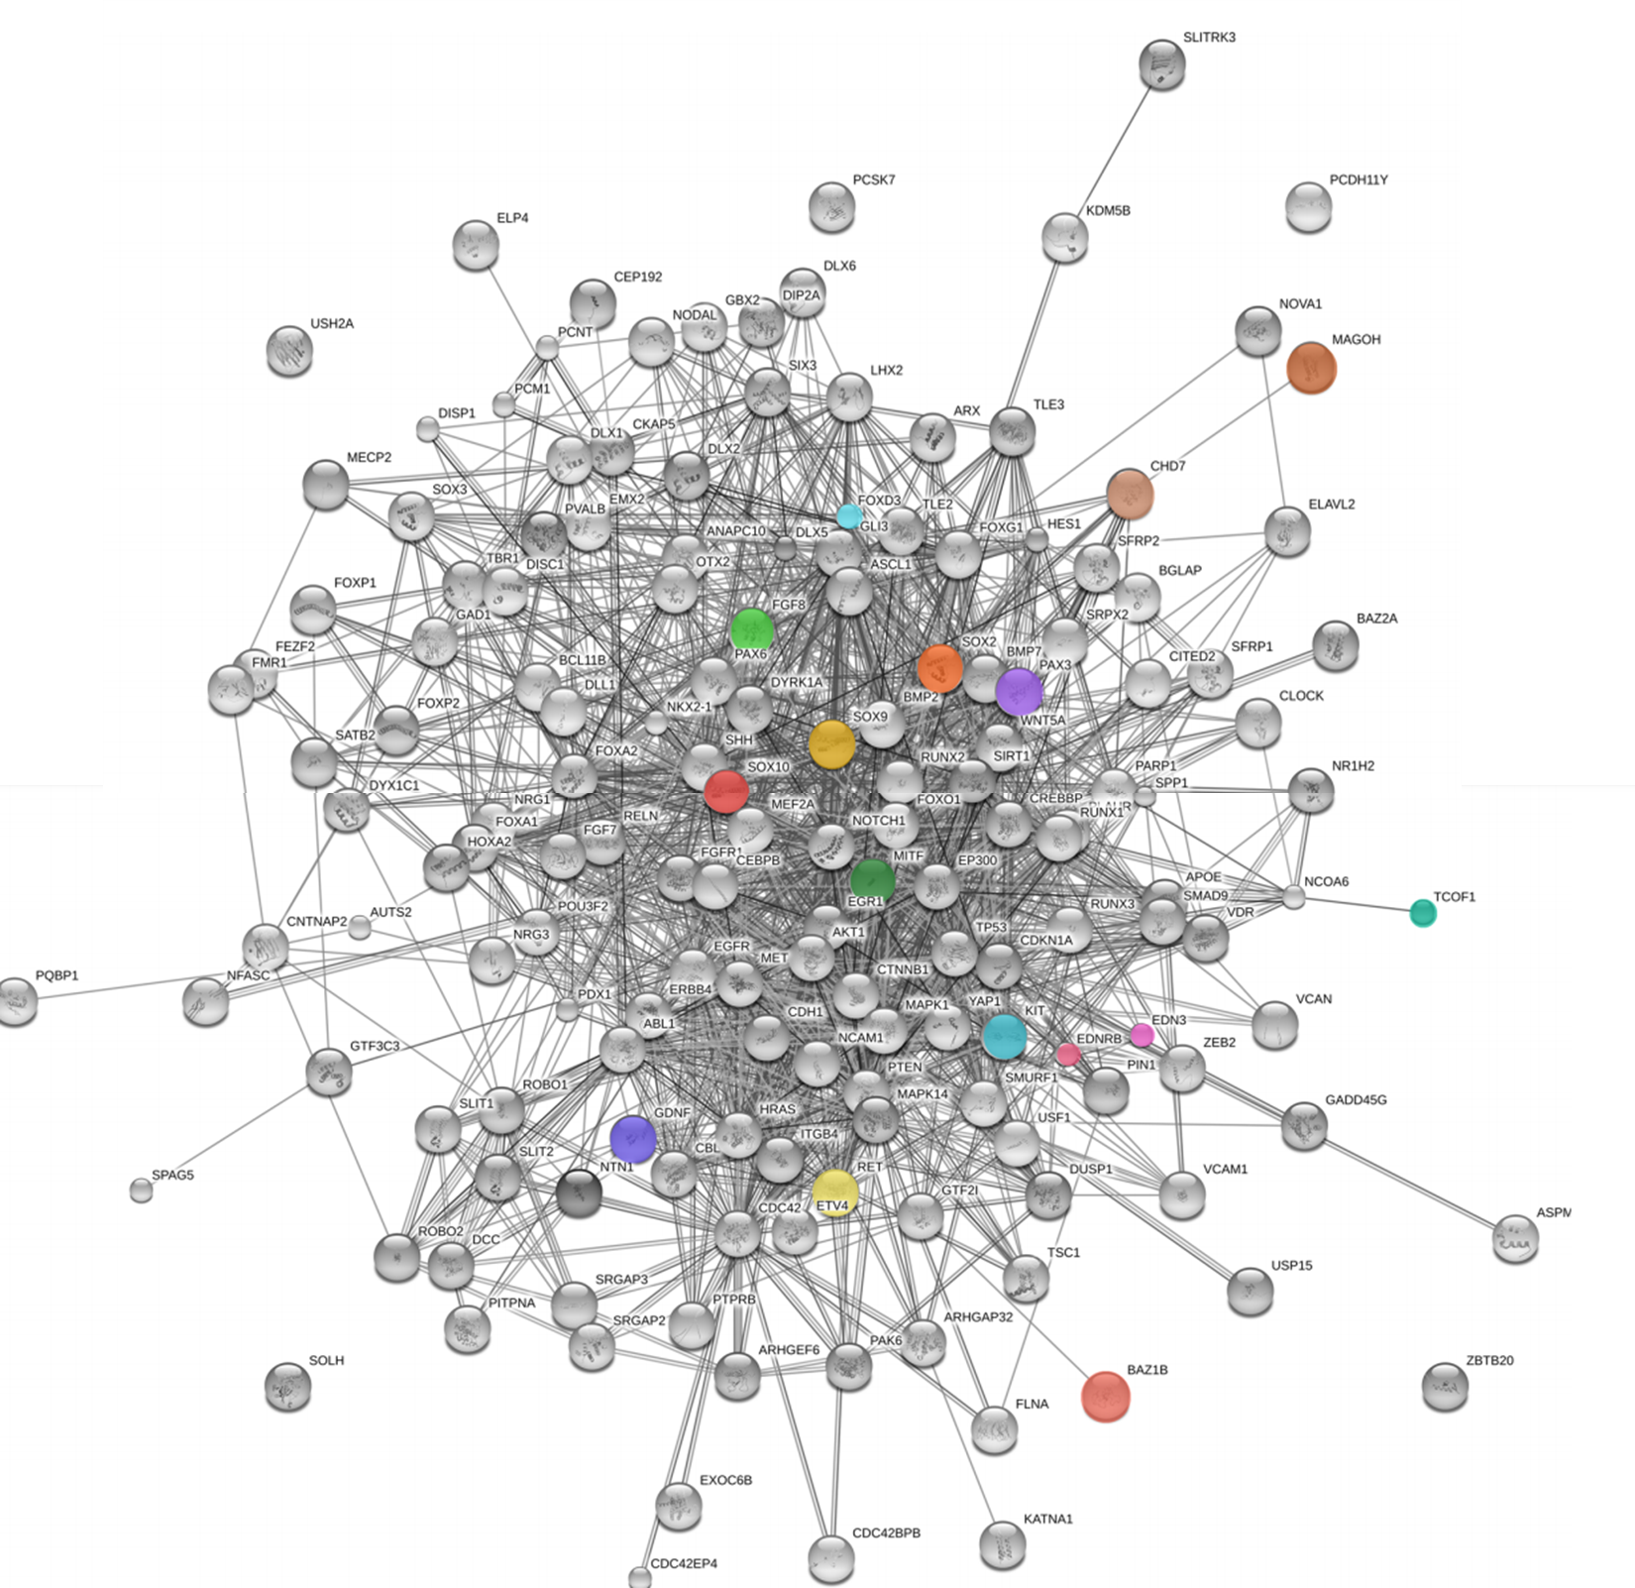 SLITRK3
PCSK7
PCDH11Y
KDM5B
ELP4
DLX6
CEP192
DIP2A
GBX2
NOVA1
NODAL
USH2A
PCNT
MAGOH
SIX3
LHX2
PCM1
TLE3
ARX
DISP1
CKAP5
DLX1
DLX2
MECP2
CHD7
SOX3
EMX2
FOXD3
TLE2
ELAVL2
PVALB
GLI3
HES1
FOXG1
ANAPC10
DLX5
SFRP2
TBR1
OTX2
DISC1
ASCL1
BGLAP
FOXP1
FGF8
GAD1
SRPX2
BAZ2A
SOX2
FEZF2
SFRP1
BMP7
PAX6
CITED2
FMR1
BCL11B
PAX3
DYRK1A
DLL1
CLOCK
BMP2
FOXP2
NKX2-1
SOX9
WNT5A
SATB2
SHH
FOXA2
RUNX2
SIRT1
SOX10
PARP1
NR1H2
DYX1C1
SPP1
NRG1
FOXO1
CREBBP
MEF2A
PLAUR
RUNX1
RELN
FOXA1
NOTCH1
FGF7
HOXA2
FGFR1
MITF
CEBPB
EP300
APOE
NCOA6
SMAD9
TCOF1
EGR1
RUNX3
POU3F2
AUTS2
VDR
CNTNAP2
TP53
AKT1
NRG3
CDKN1A
EGFR
MET
CTNNB1
PQBP1
NFASC
ERBB4
PDX1
VCAN
YAP1
MAPK1
CDH1
KIT
EDN3
ABL1
NCAM1
EDNRB
ZEB2
GTF3C3
PTEN
PIN1
SMURF1
ROBO1
MAPK14
GADD45G
SLIT1
HRAS
GDNF
USF1
ITGB4
CBL
SLIT2
NTN1
RET
DUSP1
VCAM1
SPAG5
GTF2I
CDC42
ETV4
ASPM
ROBO2
DCC
TSC1
USP15
SRGAP3
PTPRB
PITPNA
SRGAP2
ARHGAP32
PAK6
ARHGEF6
SOLH
ZBTB20
BAZ1B
FLNA
EXOC6B
KATNA1
CDC42BPB
CDC42EP4